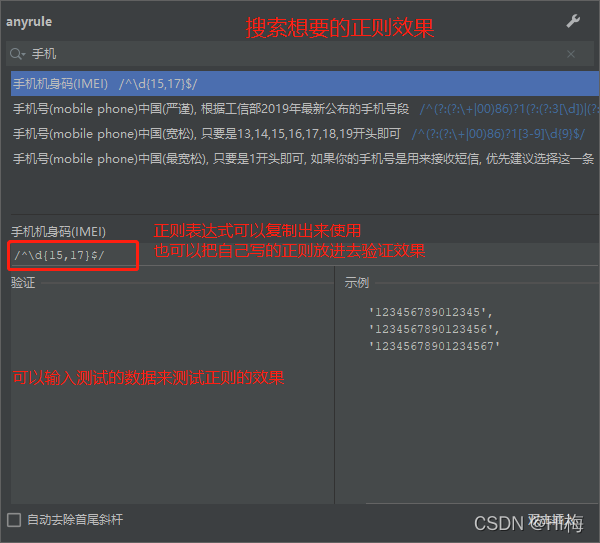 anyrule
搜索想要的正则效果
手机
手机机身码(IMEI) /^\d{15,17}$/
手机号(mobile phone)中国(严谨), 根据工信部2019年最新公布的手机号段 /^(?:(?:\+|00)86)?1(?:(?:3[\d])|(?:
手机号(mobile phone)中国(宽松), 只要是13,14,15,16,17,18,19开头即可 /^(?:(?:\+|00)86)?1[3-9]\d{9}$/
手机号(mobile phone)中国(最宽松), 只要是1开头即可, 如果你的手机号是用来接收短信, 优先建议选择这一条
手机机身码(IMEI)
正则表达式可以复制出来使用
/^\d{15,17}$/
也可以把自己写的正则放进去验证效果
验证
示例
'123456789012345',
'1234567890123456',
'12345678901234567'
可以输入测试的数据来测试正则的效果
自动去除首尾斜杆
CSDN @Hi梅